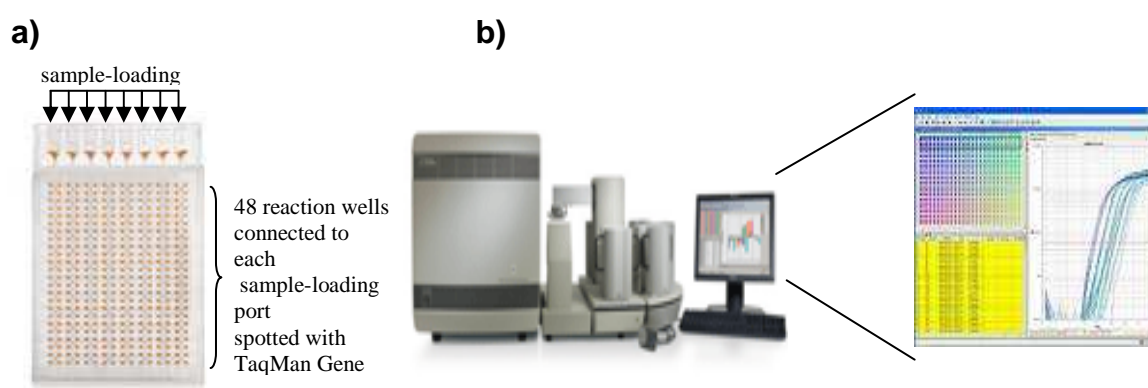 a)
b)
sample-loading
48 reaction wells
connected to
each
sample-loading
port
spotted with
TaqMan Gene